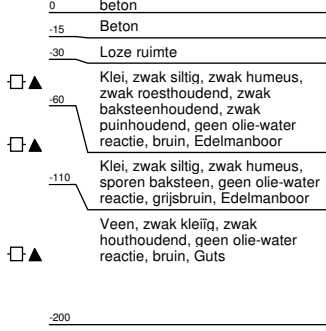 0
beton
-15
Beton
-30
Loze ruimte
Klei, zwak siltig, zwak humeus,
zwak roesthoudend, zwak
baksteenhoudend, zwak
puinhoudend, geen olie-water
reactie, bruin, Edelmanboor
-60
Klei, zwak siltig, zwak humeus,
sporen baksteen, geen olie-water
reactie, grijsbruin, Edelmanboor
-110
Veen, zwak kleiïg, zwak
houthoudend, geen olie-water
reactie, bruin, Guts
-200